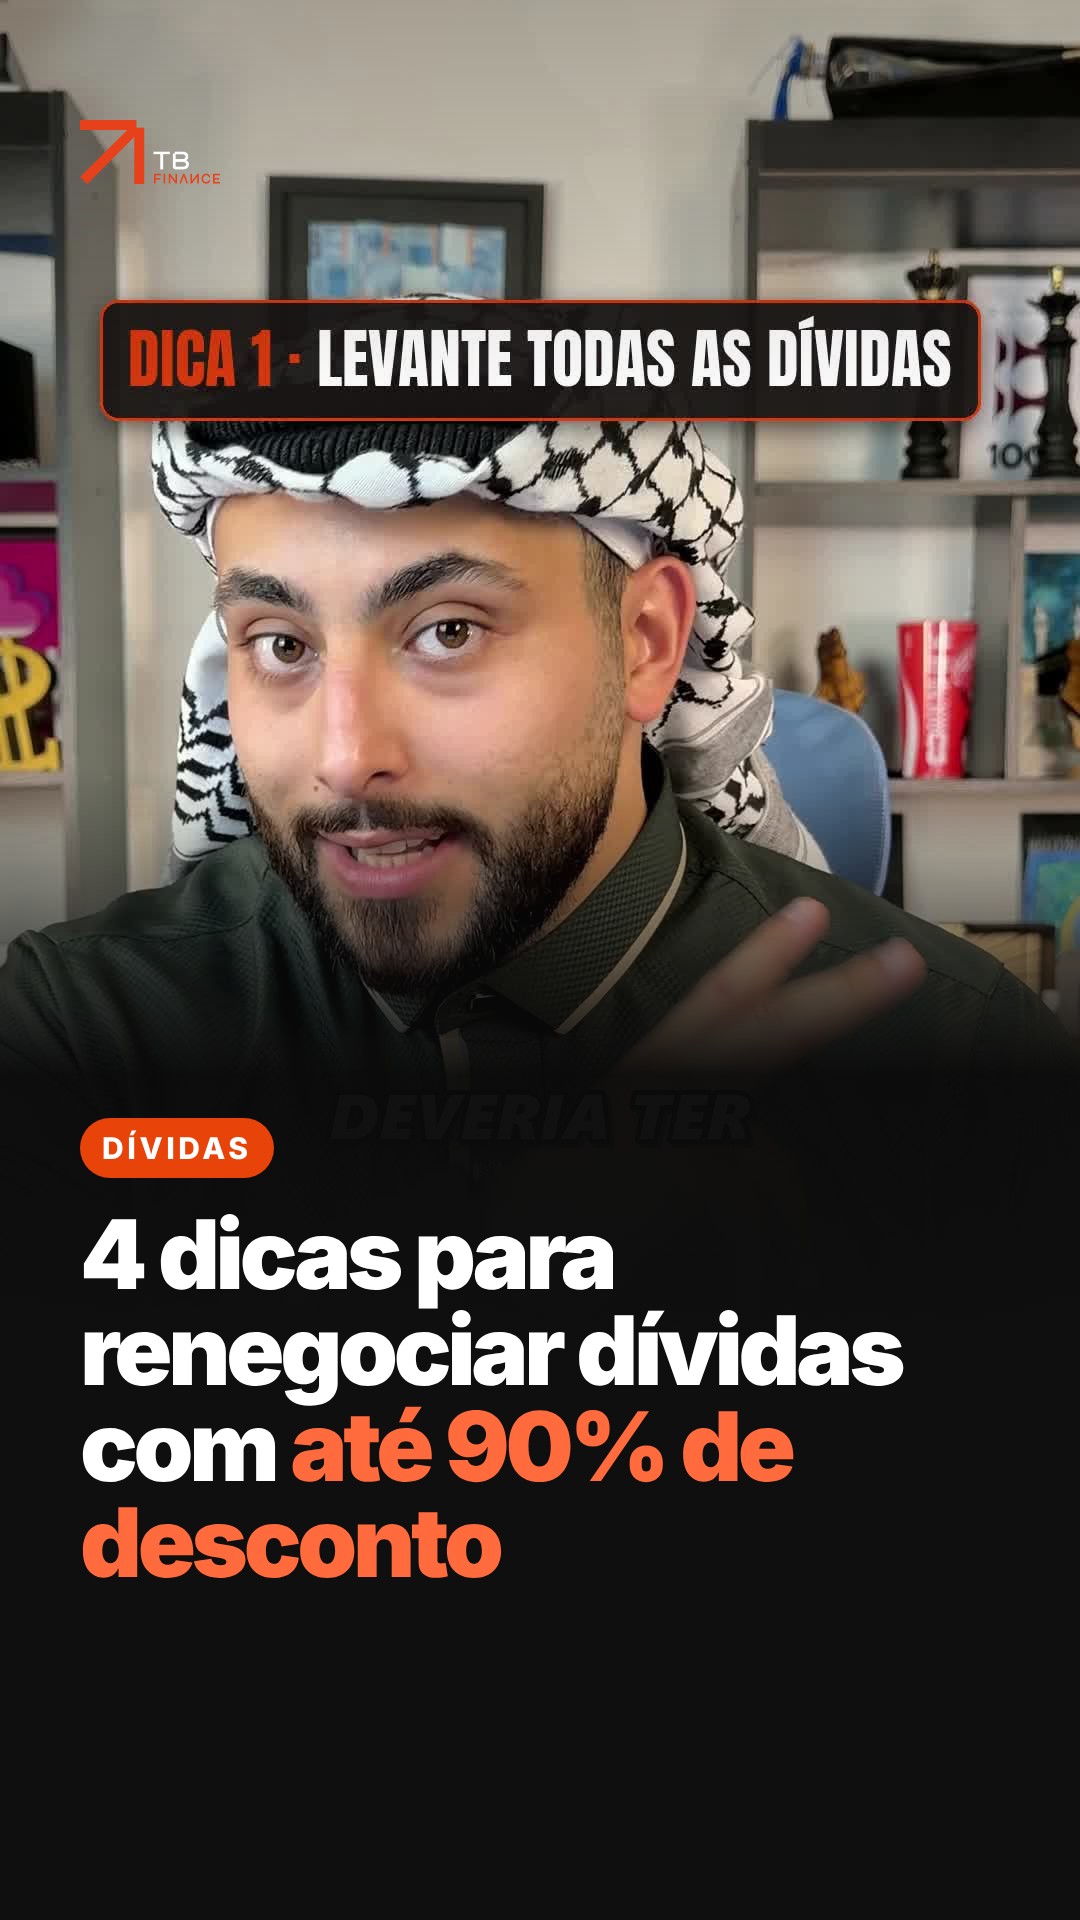 TB
FINANCE
DICA 1 · LEVANTE TODAS AS DÍVIDAS
100
DEVERIA TER
DÍVIDAS
4 dicas para
renegociar dívidas
com até 90% de
desconto